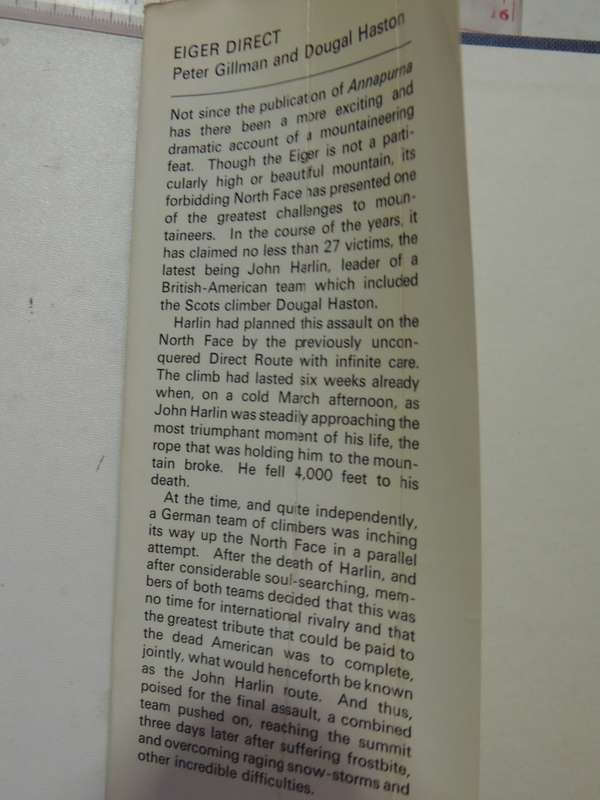 EIGER DIRECT
Peter Gillman and Dougal Haston
Not since the publication of Annapurna
has there been a more exciting and
dramatic account of a mountaineering
feat. Though the Eiger is not a parti-
cularly high or beautiful mountain, its
forbidding North Face has presented one
of the greatest challenges to moun-
taineers. In the course of the years, it
has claimed no less than 27 victims, the
latest being John Harlin, leader of a
British-American team which included
the Scots climber Dougal Haston.
Harlin had planned this assault on the
North Face by the previously uncon-
quered Direct Route with infinite care.
The climb had lasted six weeks already
when, on a cold March afternoon, as
John Harlin was steadily approaching the
most triumphant moment of his life, the
rope that was holding him to the moun-
tain broke. He fell 4,000 feet to his
death.
At the time, and quite independently,
a German team of climbers was inching
its way up the North Face in a parallel
attempt. After the death of Harlin, and
after considerable soul-searching, mem-
bers of both teams decided that this was
no time for international rivalry and that
the greatest tribute that could be paid to
the dead American was to complete,
jointly, what would henceforth be known
as the John Harlin route. And thus,
poised for the final assault, a combined
team pushed on, reaching the summit
three days later after suffering frostbite,
and overcoming raging snow-storms and
other incredible difficulties.